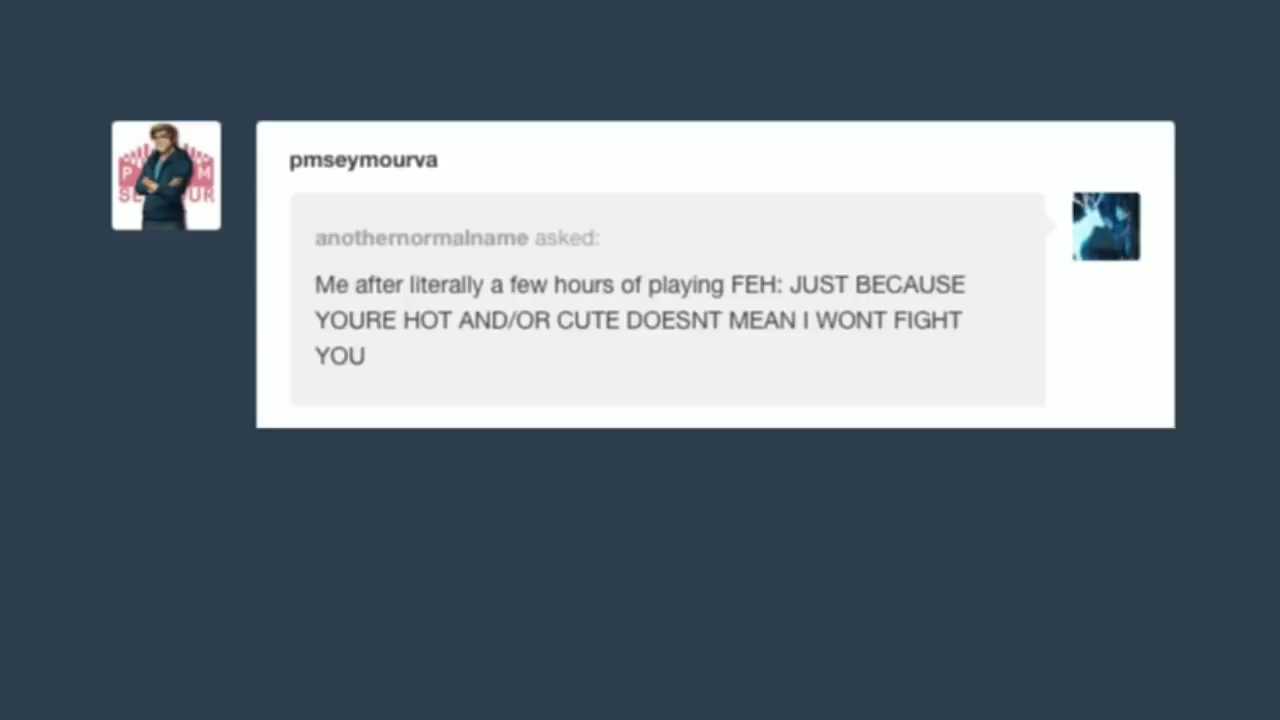 pmseymourva
anothernormalname asked:
Me after literally a few hours of playing FEH: JUST BECAUSE
YOURE HOT AND/OR CUTE DOESNT MEAN I WONT FIGHT
YOU